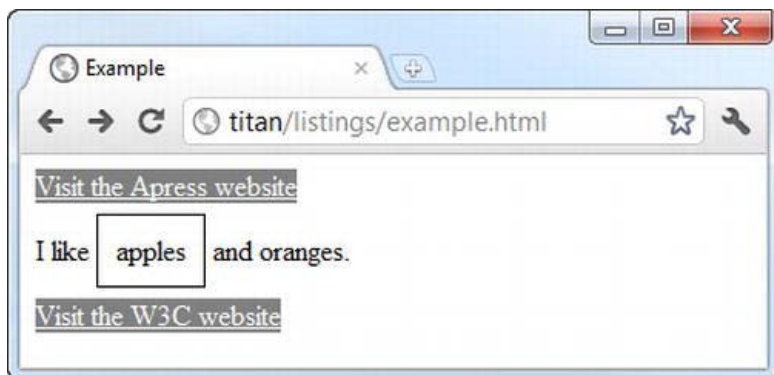 Example
titan/listings/example.html
Visit the Apress website
I like apples and oranges.
Visit the W3C website